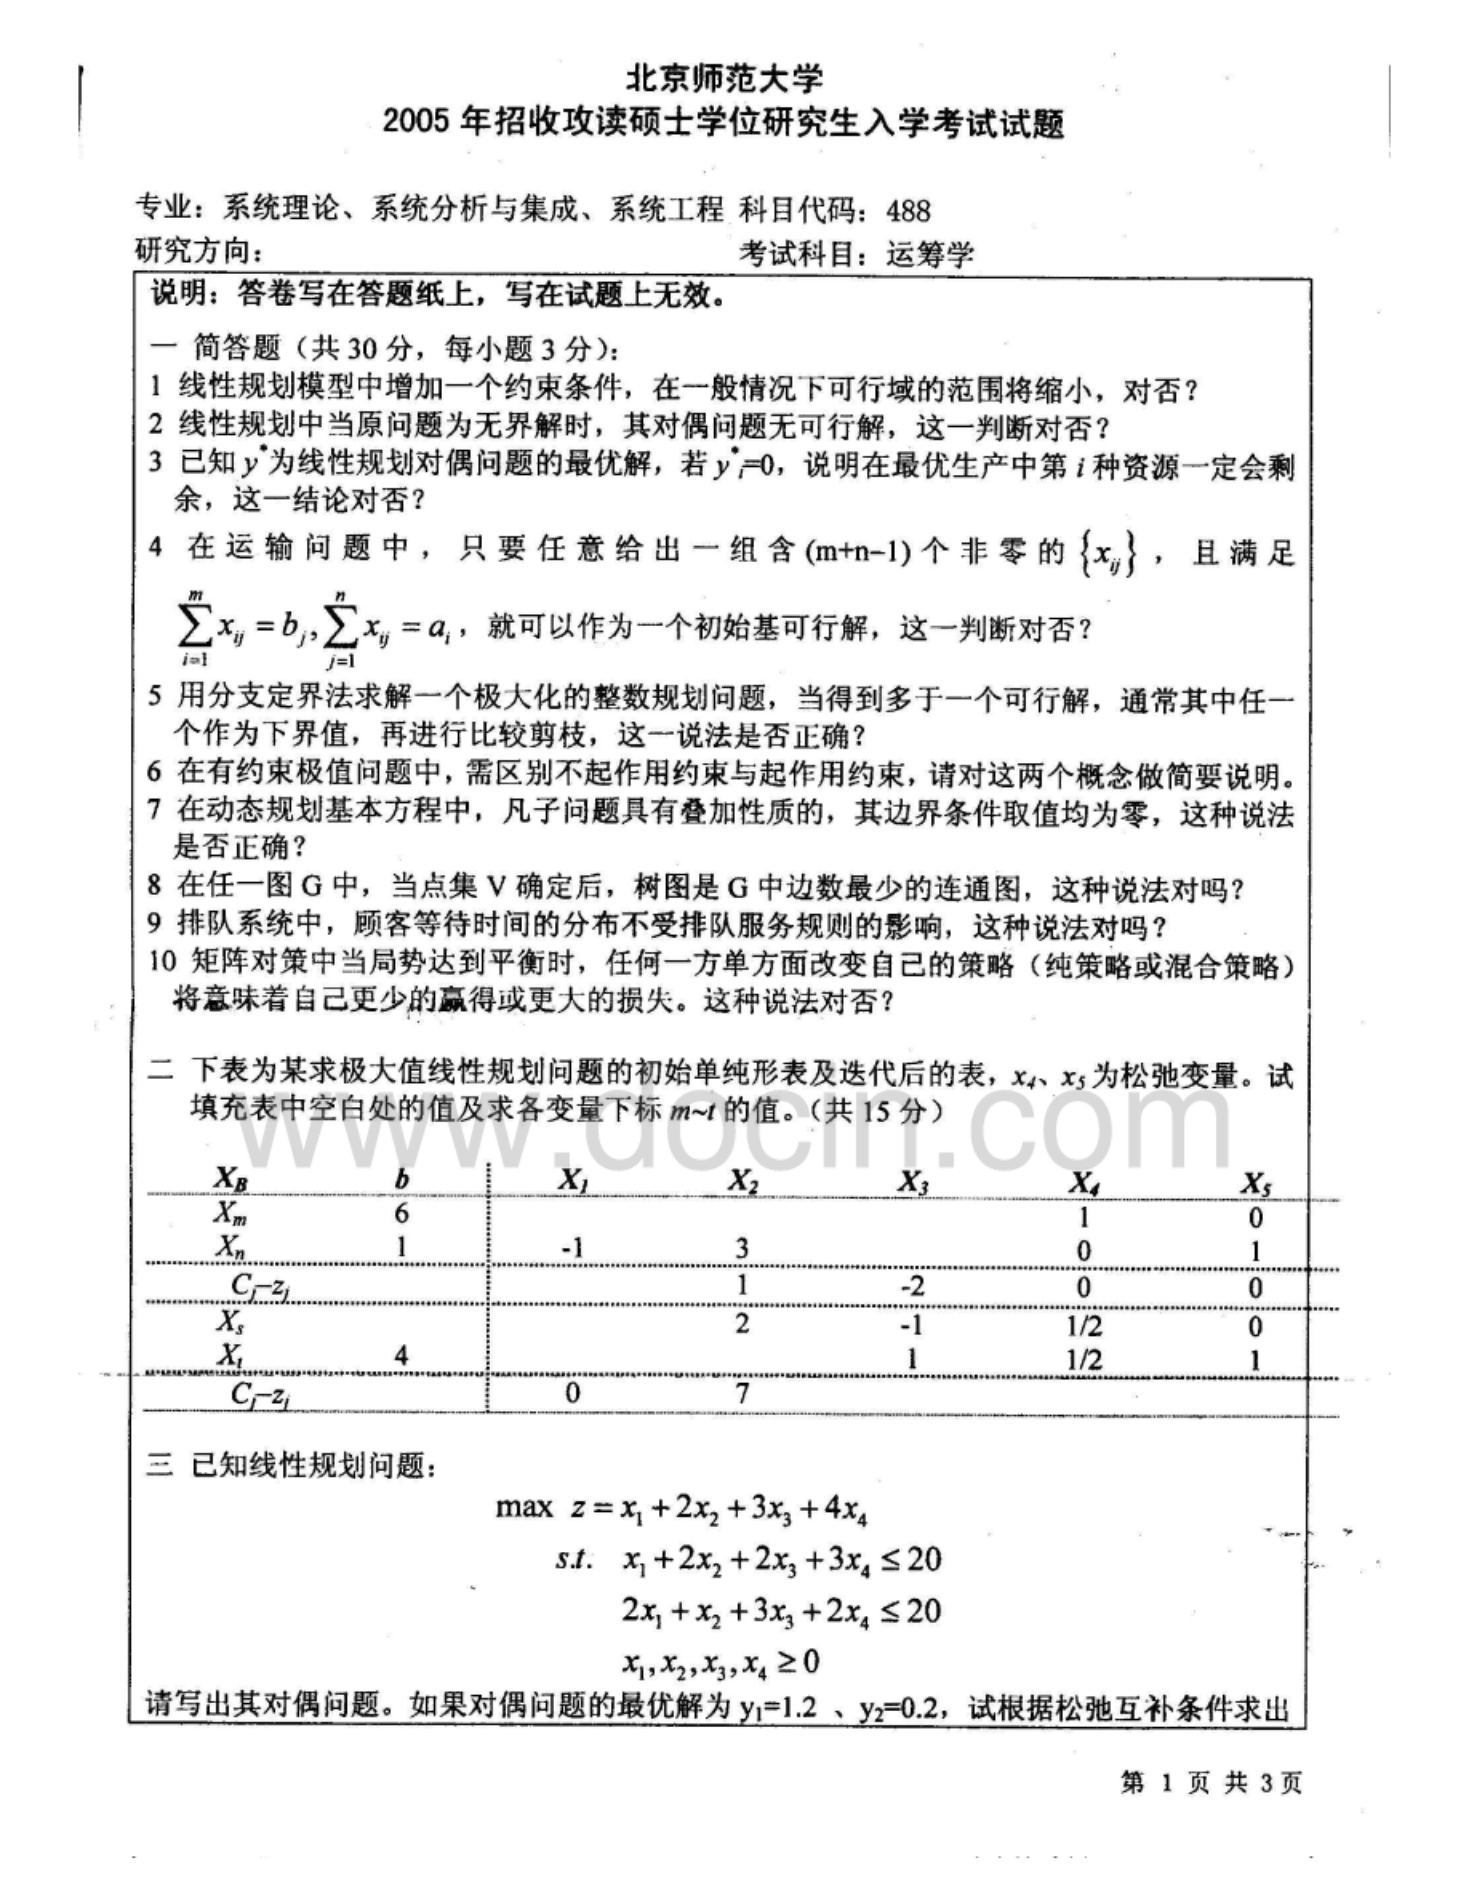 北京师范大学
2005 年招收攻读硕士学位研究生入学考试试题
专业：系统理论、系统分析与集成、系统工程 科目代码：488
研究方向： 考试科目：运筹学
说明：答卷写在答题纸上，写在试题上无效。
一 简答题（共 30 分，每小题 3 分）：
1 线性规划模型中增加一个约束条件，在一般情况下可行域的范围将缩小，对否？
2 线性规划中当原问题为无界解时，其对偶问题无可行解，这一判断对否？
3 已知 y*为线性规划对偶问题的最优解，若 y*i=0，说明在最优生产中第 i 种资源一定会剩
余，这一结论对否？
4 在运输问题中，只要任意给出一组含(m+n-1)个非零的{xij}，且满足
∑(i=1→m) xij = bj, ∑(j=1→n) xij = ai，就可以作为一个初始基可行解，这一判断对否？
5 用分支定界法求解一个极大化的整数规划问题，当得到多于一个可行解，通常其中任一
个作为下界值，再进行比较剪枝，这一说法是否正确？
6 在有约束极值问题中，需区别不起作用约束与起作用约束，请对这两个概念做简要说明。
7 在动态规划基本方程中，凡子问题具有叠加性质的，其边界条件取值均为零，这种说法
是否正确？
8 在任一图 G 中，当点集 V 确定后，树图是 G 中边数最少的连通图，这种说法对吗？
9 排队系统中，顾客等待时间的分布不受排队服务规则的影响，这种说法对吗？
10 矩阵对策中当局势达到平衡时，任何一方单方面改变自己的策略（纯策略或混合策略）
将意味着自己更少的赢得或更大的损失。这种说法对否？
二 下表为某求极大值线性规划问题的初始单纯形表及迭代后的表，x4、x5 为松弛变量。试
填充表中空白处的值及求各变量下标 m~t 的值。（共 15 分）
www.docin.com
XB b X1 X2 X3 X4 X5
Xm 6 1 0
Xn 1 -1 3 0 1
Cj–zj 1 -2 0 0
Xs 2 -1 1/2 0
Xt 4 1 1/2 1
Cj–zj 0 7
三 已知线性规划问题：
max z = x1 + 2x2 + 3x3 + 4x4
s.t. x1 + 2x2 + 2x3 + 3x4 ≤ 20
2x1 + x2 + 3x3 + 2x4 ≤ 20
x1, x2, x3, x4 ≥ 0
请写出其对偶问题。如果对偶问题的最优解为 y1=1.2 、y2=0.2，试根据松弛互补条件求出
第 1 页 共 3 页